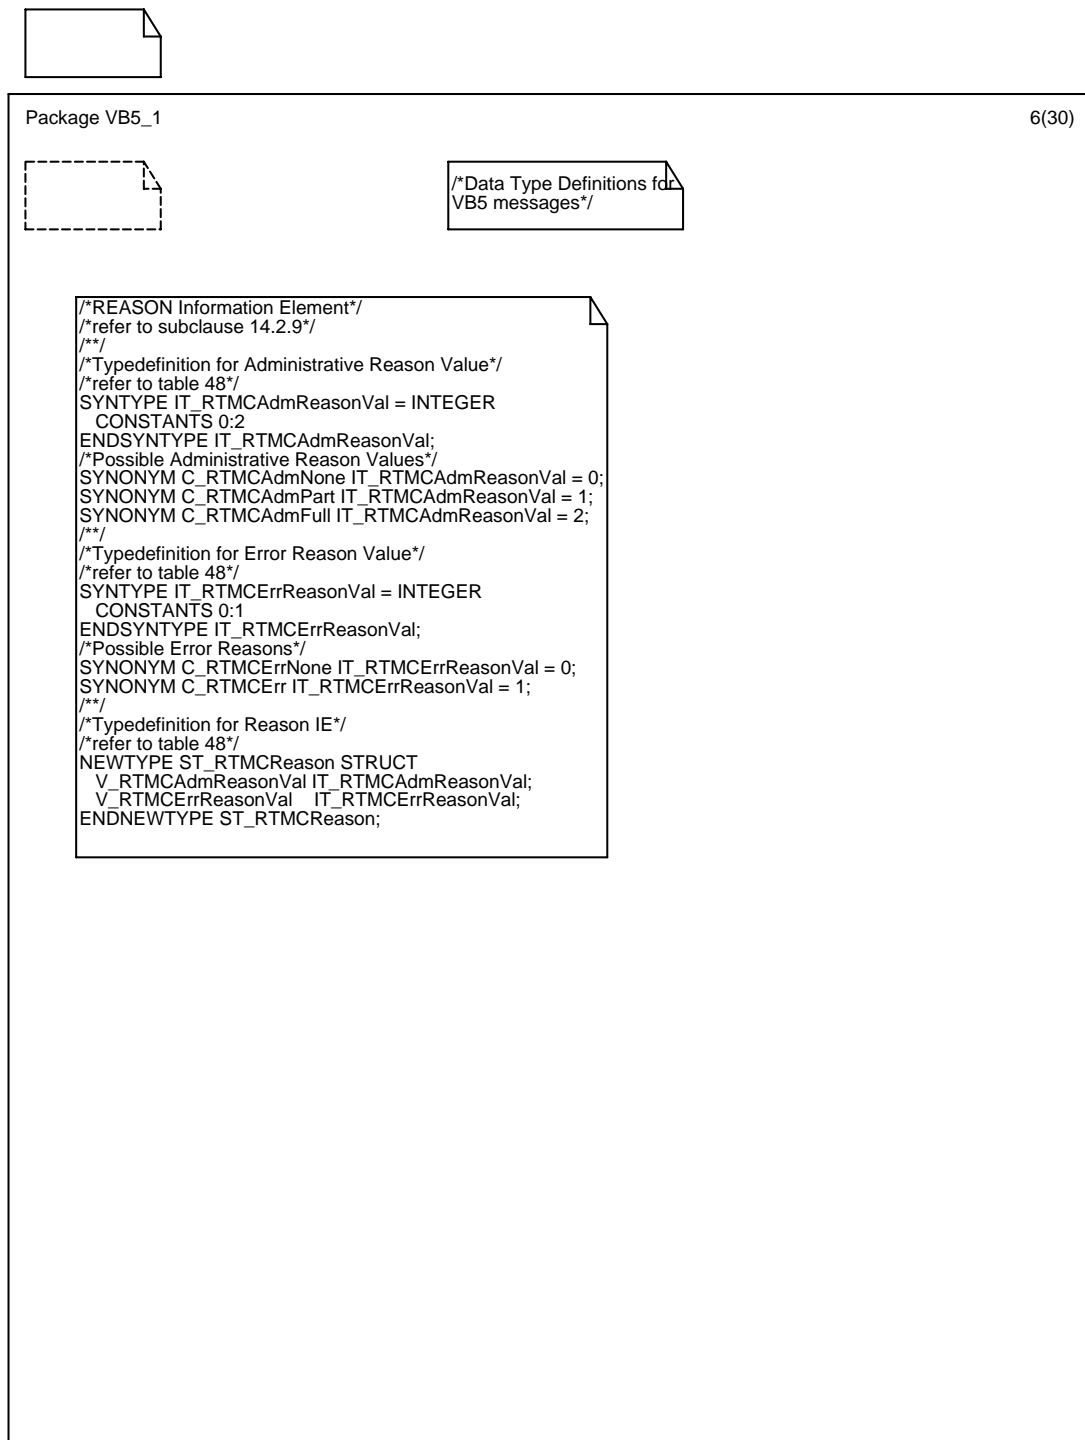 Package VB5_1 6(30)
/*Data Type Definitions for
VB5 messages*/
/*REASON Information Element*/
/*refer to subclause 14.2.9*/
/**/
/*Typedefinition for Administrative Reason Value*/
/*refer to table 48*/
SYNTYPE IT_RTMCAdmReasonVal = INTEGER
CONSTANTS 0:2
ENDSYNTYPE IT_RTMCAdmReasonVal;
/*Possible Administrative Reason Values*/
SYNONYM C_RTMCAdmNone IT_RTMCAdmReasonVal = 0;
SYNONYM C_RTMCAdmPart IT_RTMCAdmReasonVal = 1;
SYNONYM C_RTMCAdmFull IT_RTMCAdmReasonVal = 2;
/**/
/*Typedefinition for Error Reason Value*/
/*refer to table 48*/
SYNTYPE IT_RTMCErrReasonVal = INTEGER
CONSTANTS 0:1
ENDSYNTYPE IT_RTMCErrReasonVal;
/*Possible Error Reasons*/
SYNONYM C_RTMCErrNone IT_RTMCErrReasonVal = 0;
SYNONYM C_RTMCErr IT_RTMCErrReasonVal = 1;
/**/
/*Typedefinition for Reason IE*/
/*refer to table 48*/
NEWTYPE ST_RTMCReason STRUCT
V_RTMCAdmReasonVal IT_RTMCAdmReasonVal;
V_RTMCErrReasonVal IT_RTMCErrReasonVal;
ENDNEWTYPE ST_RTMCReason;